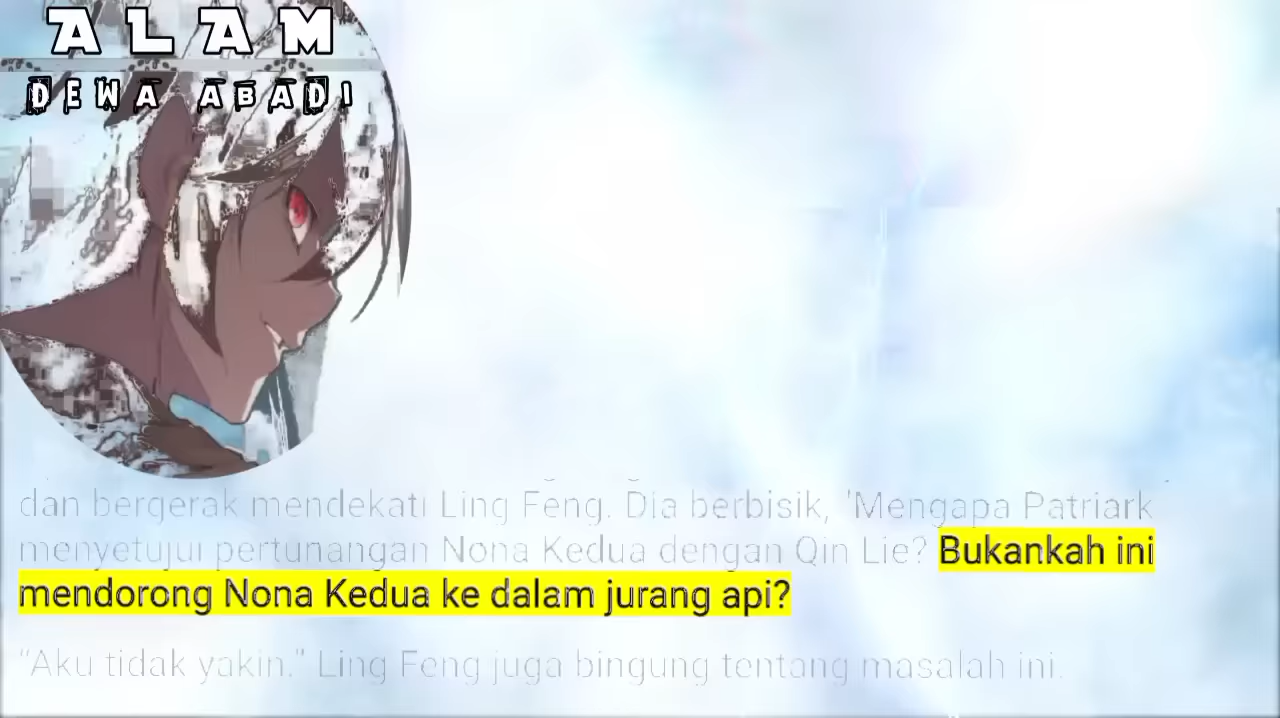 ALAM
DEWA ABADI
dan bergerak mendekati Ling Feng. Dia berbisik, 'Mengapa Patriark
menyetujui pertunangan Nona Kedua dengan Qin Lie? Bukankah ini
mendorong Nona Kedua ke dalam jurang api?
“Aku tidak yakin." Ling Feng juga bingung tentang masalah ini.